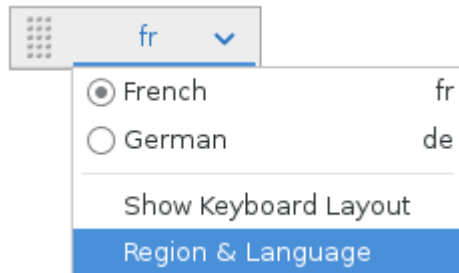 fr
French fr
German de
Show Keyboard Layout
Region & Language